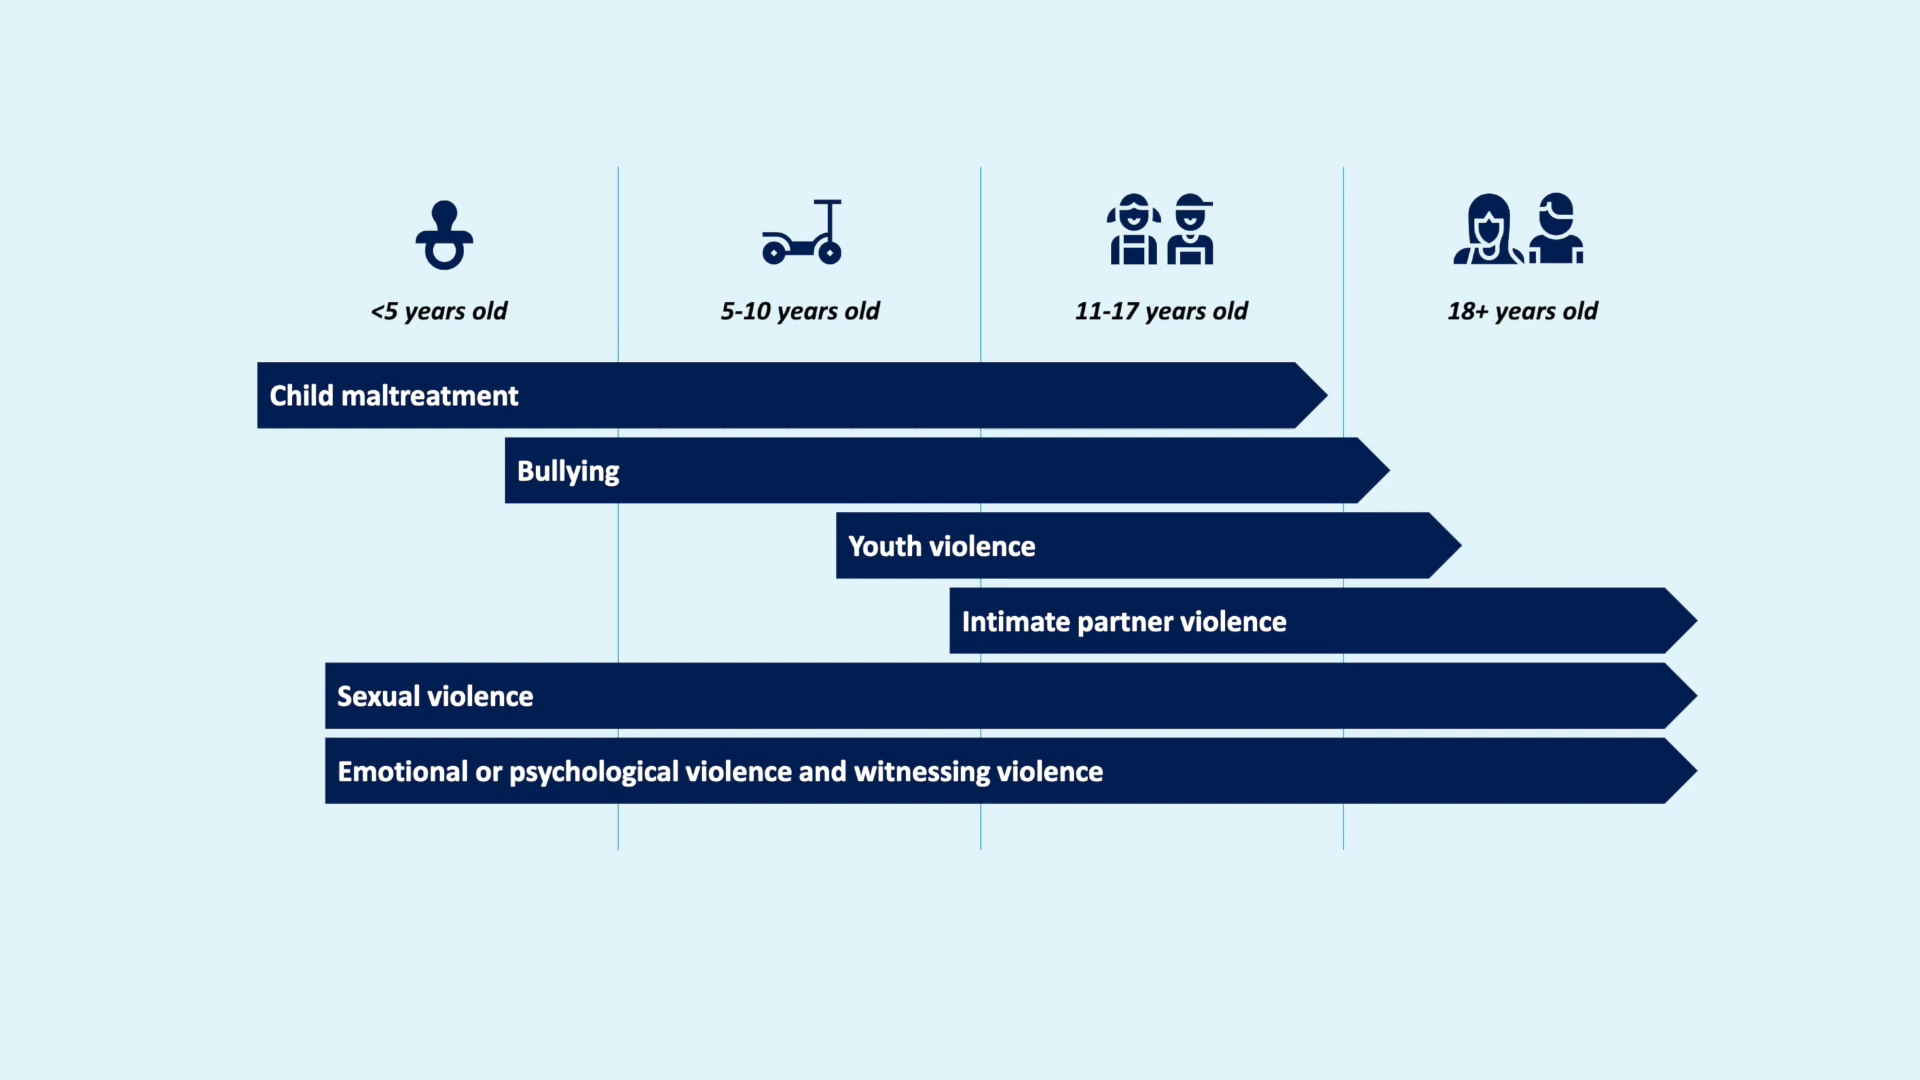 <5 years old
5-10 years old
11-17 years old
18+ years old
Child maltreatment
Bullying
Youth violence
Intimate partner violence
Sexual violence
Emotional or psychological violence and witnessing violence